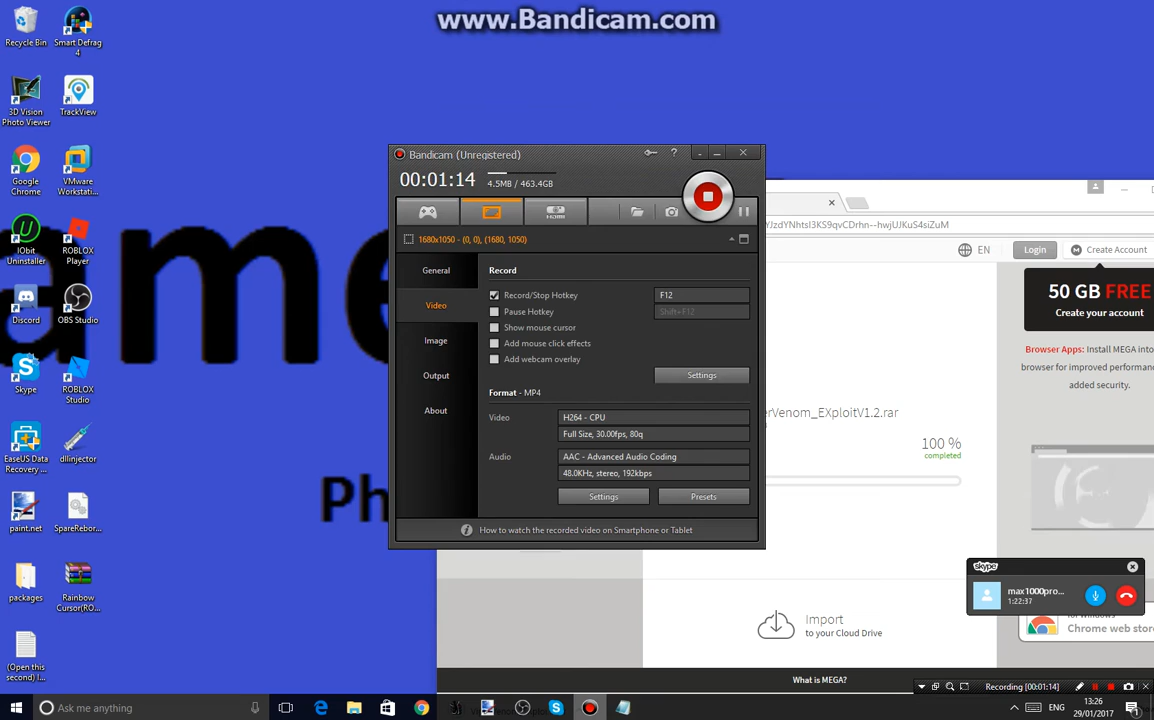 www.Bandicam.com
Recycle Bin
Smart Defrag
4
3D Vision
Photo Viewer
TrackView
Google
Chrome
VMware
Workstati...
IObit
Uninstaller
ROBLOX
Player
Discord
OBS Studio
Skype
ROBLOX
Studio
EaseUS Data
Recovery ...
dllinjector
paint.net
SpareRebor...
packages
Rainbow
Cursor(RO...
(Open this
second) I...
ame
Ph
Bandicam (Unregistered)
00:01:14
4.5MB / 463.4GB
HDMI
1680x1050 - (0, 0), (1680, 1050)
General
Video
Image
Output
About
Record
Record/Stop Hotkey
F12
Pause Hotkey
Shift+F12
Show mouse cursor
Add mouse click effects
Add webcam overlay
Settings
Format - MP4
Video
H264 - CPU
Full Size, 30.00fps, 80q
Audio
AAC - Advanced Audio Coding
48.0KHz, stereo, 192kbps
Settings
Presets
How to watch the recorded video on Smartphone or Tablet
EN
Login
M Create Account
50 GB FREE
Create your account
Browser Apps: Install MEGA into
browser for improved performan
added security.
erVenom_EXploitV1.2.rar
100 %
completed
Import
to your Cloud Drive
skype
max1000pro...
1:22:37
Chrome web store
What is MEGA?
Recording [00:01:14]
Ask me anything
ENG
13:26
29/01/2017